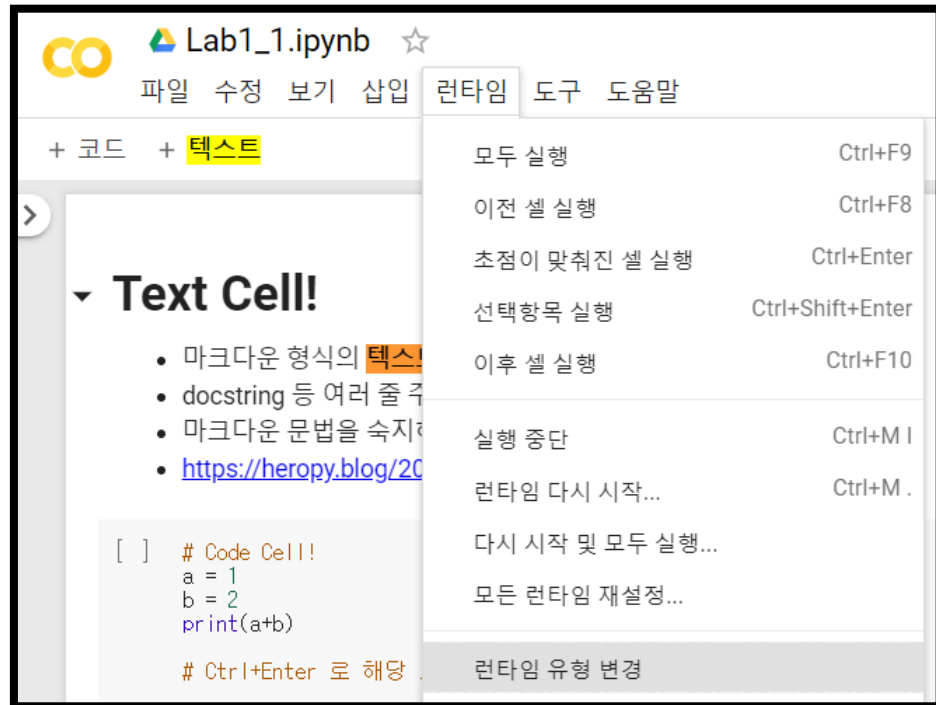 CO
Lab1_1.ipynb
파일 수정 보기 삽입 런타임 도구 도움말
+ 코드 + 텍스트
모두 실행 Ctrl+F9
이전 셀 실행 Ctrl+F8
초점이 맞춰진 셀 실행 Ctrl+Enter
선택항목 실행 Ctrl+Shift+Enter
이후 셀 실행 Ctrl+F10
실행 중단 Ctrl+M I
런타임 다시 시작... Ctrl+M .
다시 시작 및 모두 실행...
모든 런타임 재설정...
런타임 유형 변경
Text Cell!
• 마크다운 형식의
• docstring 등 여러 줄
• 마크다운 문법을
• https://heropy.blog/20
[ ] # Code Cell!
a = 1
b = 2
print(a+b)
# Ctrl+Enter 로 해당